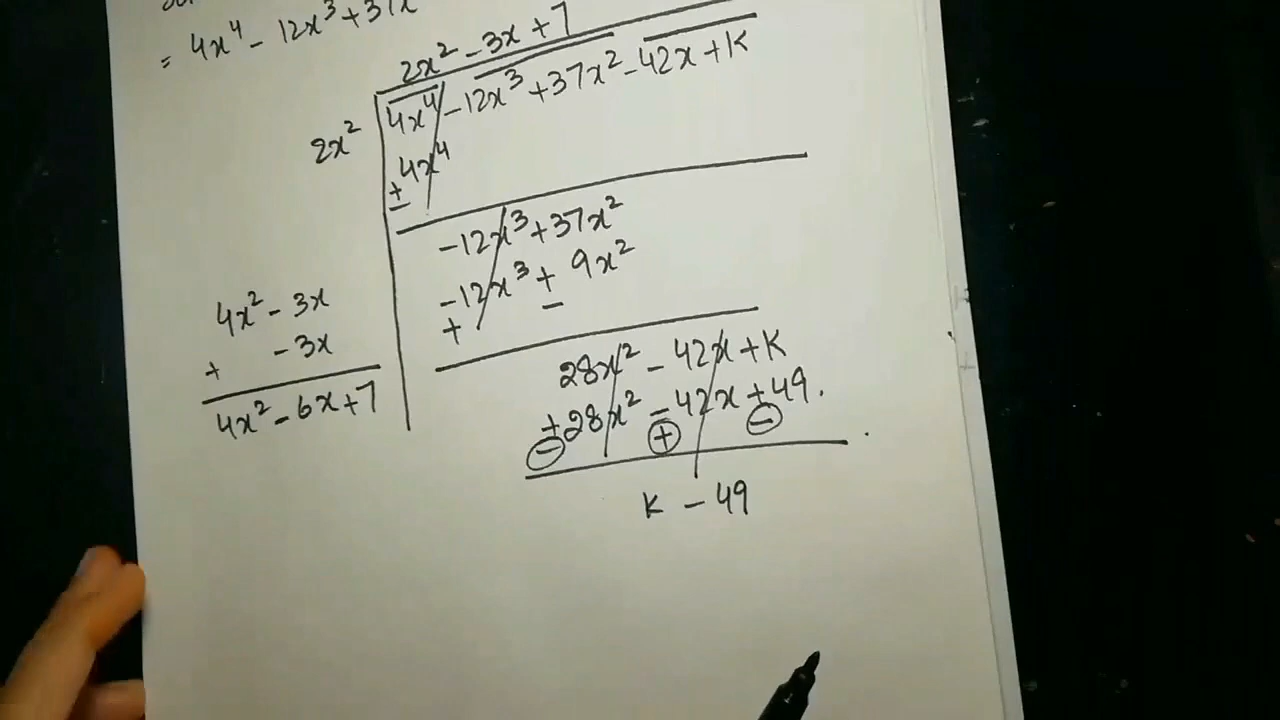 = 4x⁴ - 12x³ + 37x
2x² - 3x + 7
2x² 4x⁴ - 12x³ + 37x² - 42x + K
4x⁴
±
-12x³ + 37x²
-12x³ + 9x²
+ -
4x² - 3x
+ - 3x
4x² - 6x + 7
28x² - 42x + K
+28x² - 42x + 49.
- + -
K - 49